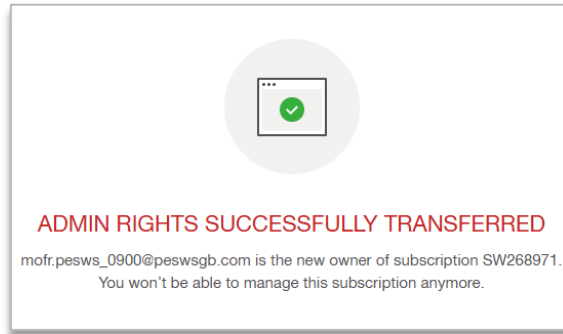 ADMIN RIGHTS SUCCESSFULLY TRANSFERRED
mofr.pesws_0900@peswsgb.com is the new owner of subscription SW268971.
You won't be able to manage this subscription anymore.